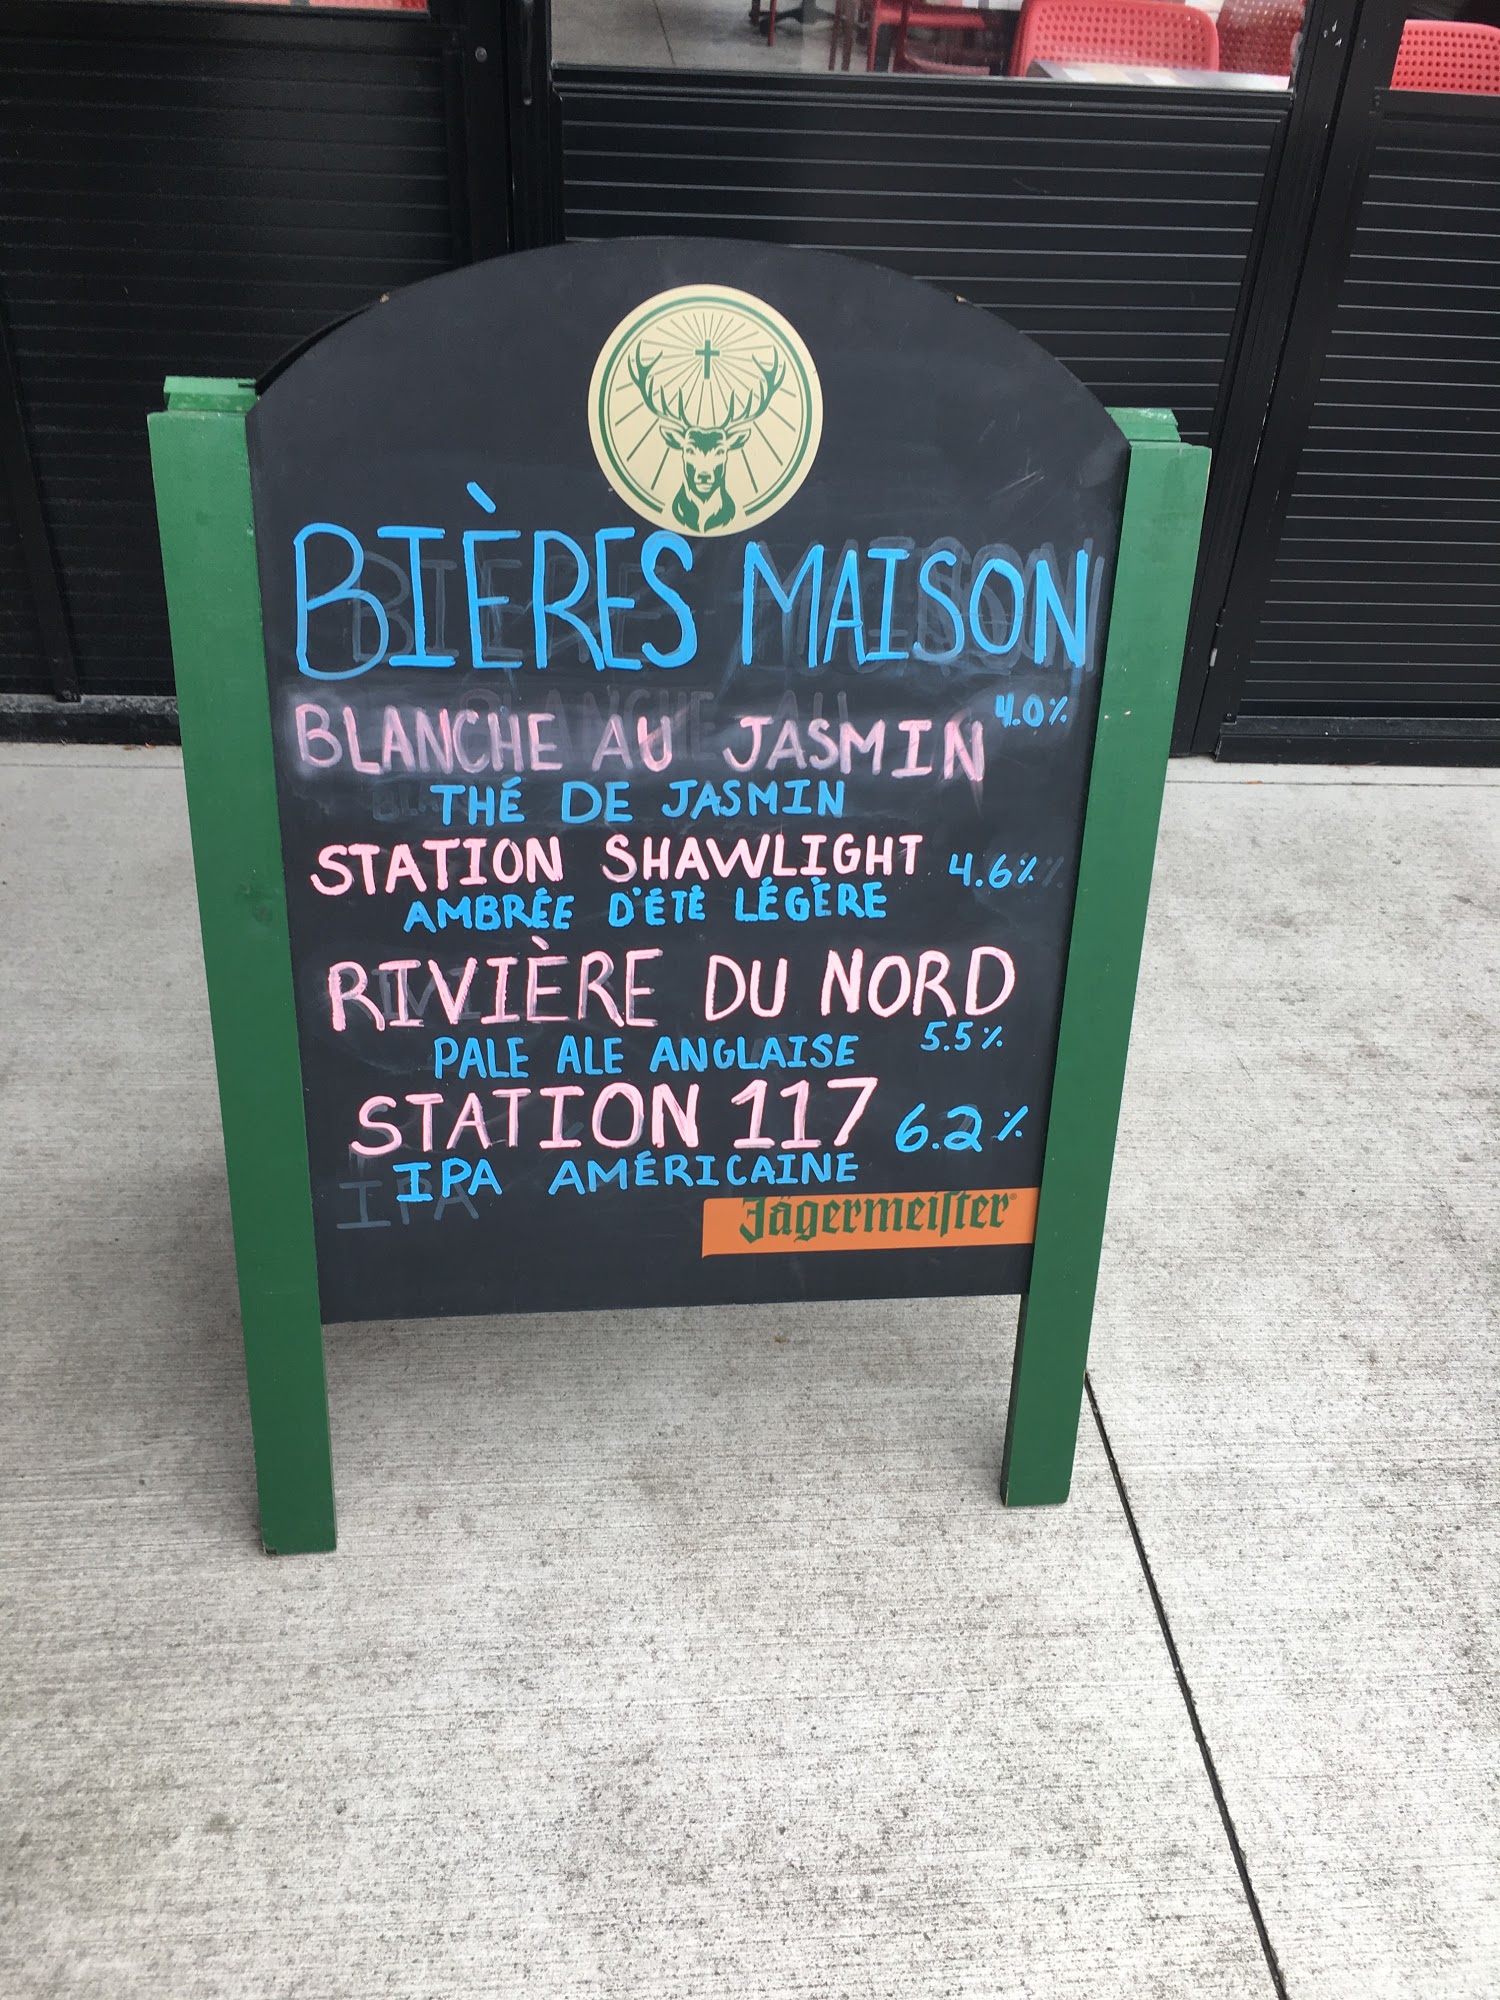 BIÈRES MAISON
BLANCHE AU JASMIN 4.0%
THÉ DE JASMIN
STATION SHAWLIGHT 4.6%
AMBRÉE D'ÉTÉ LÉGÈRE
RIVIÈRE DU NORD
PALE ALE ANGLAISE 5.5%
STATION 117 6.2%
IPA AMÉRICAINE
IPA
Jägermeiſter